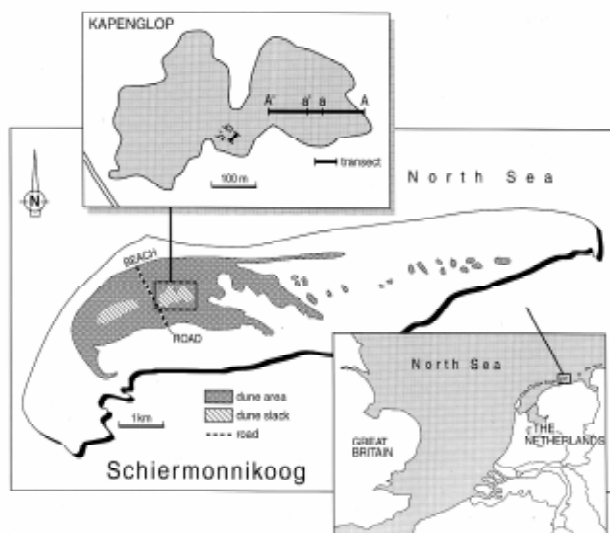 KAPENGLOP
A' a' a A
transect
100 m
N
North Sea
BEACH
ROAD
dune area
dune slack
road
1km
Schiermonnikoog
North Sea
GREAT
BRITAIN
THE
NETHERLANDS